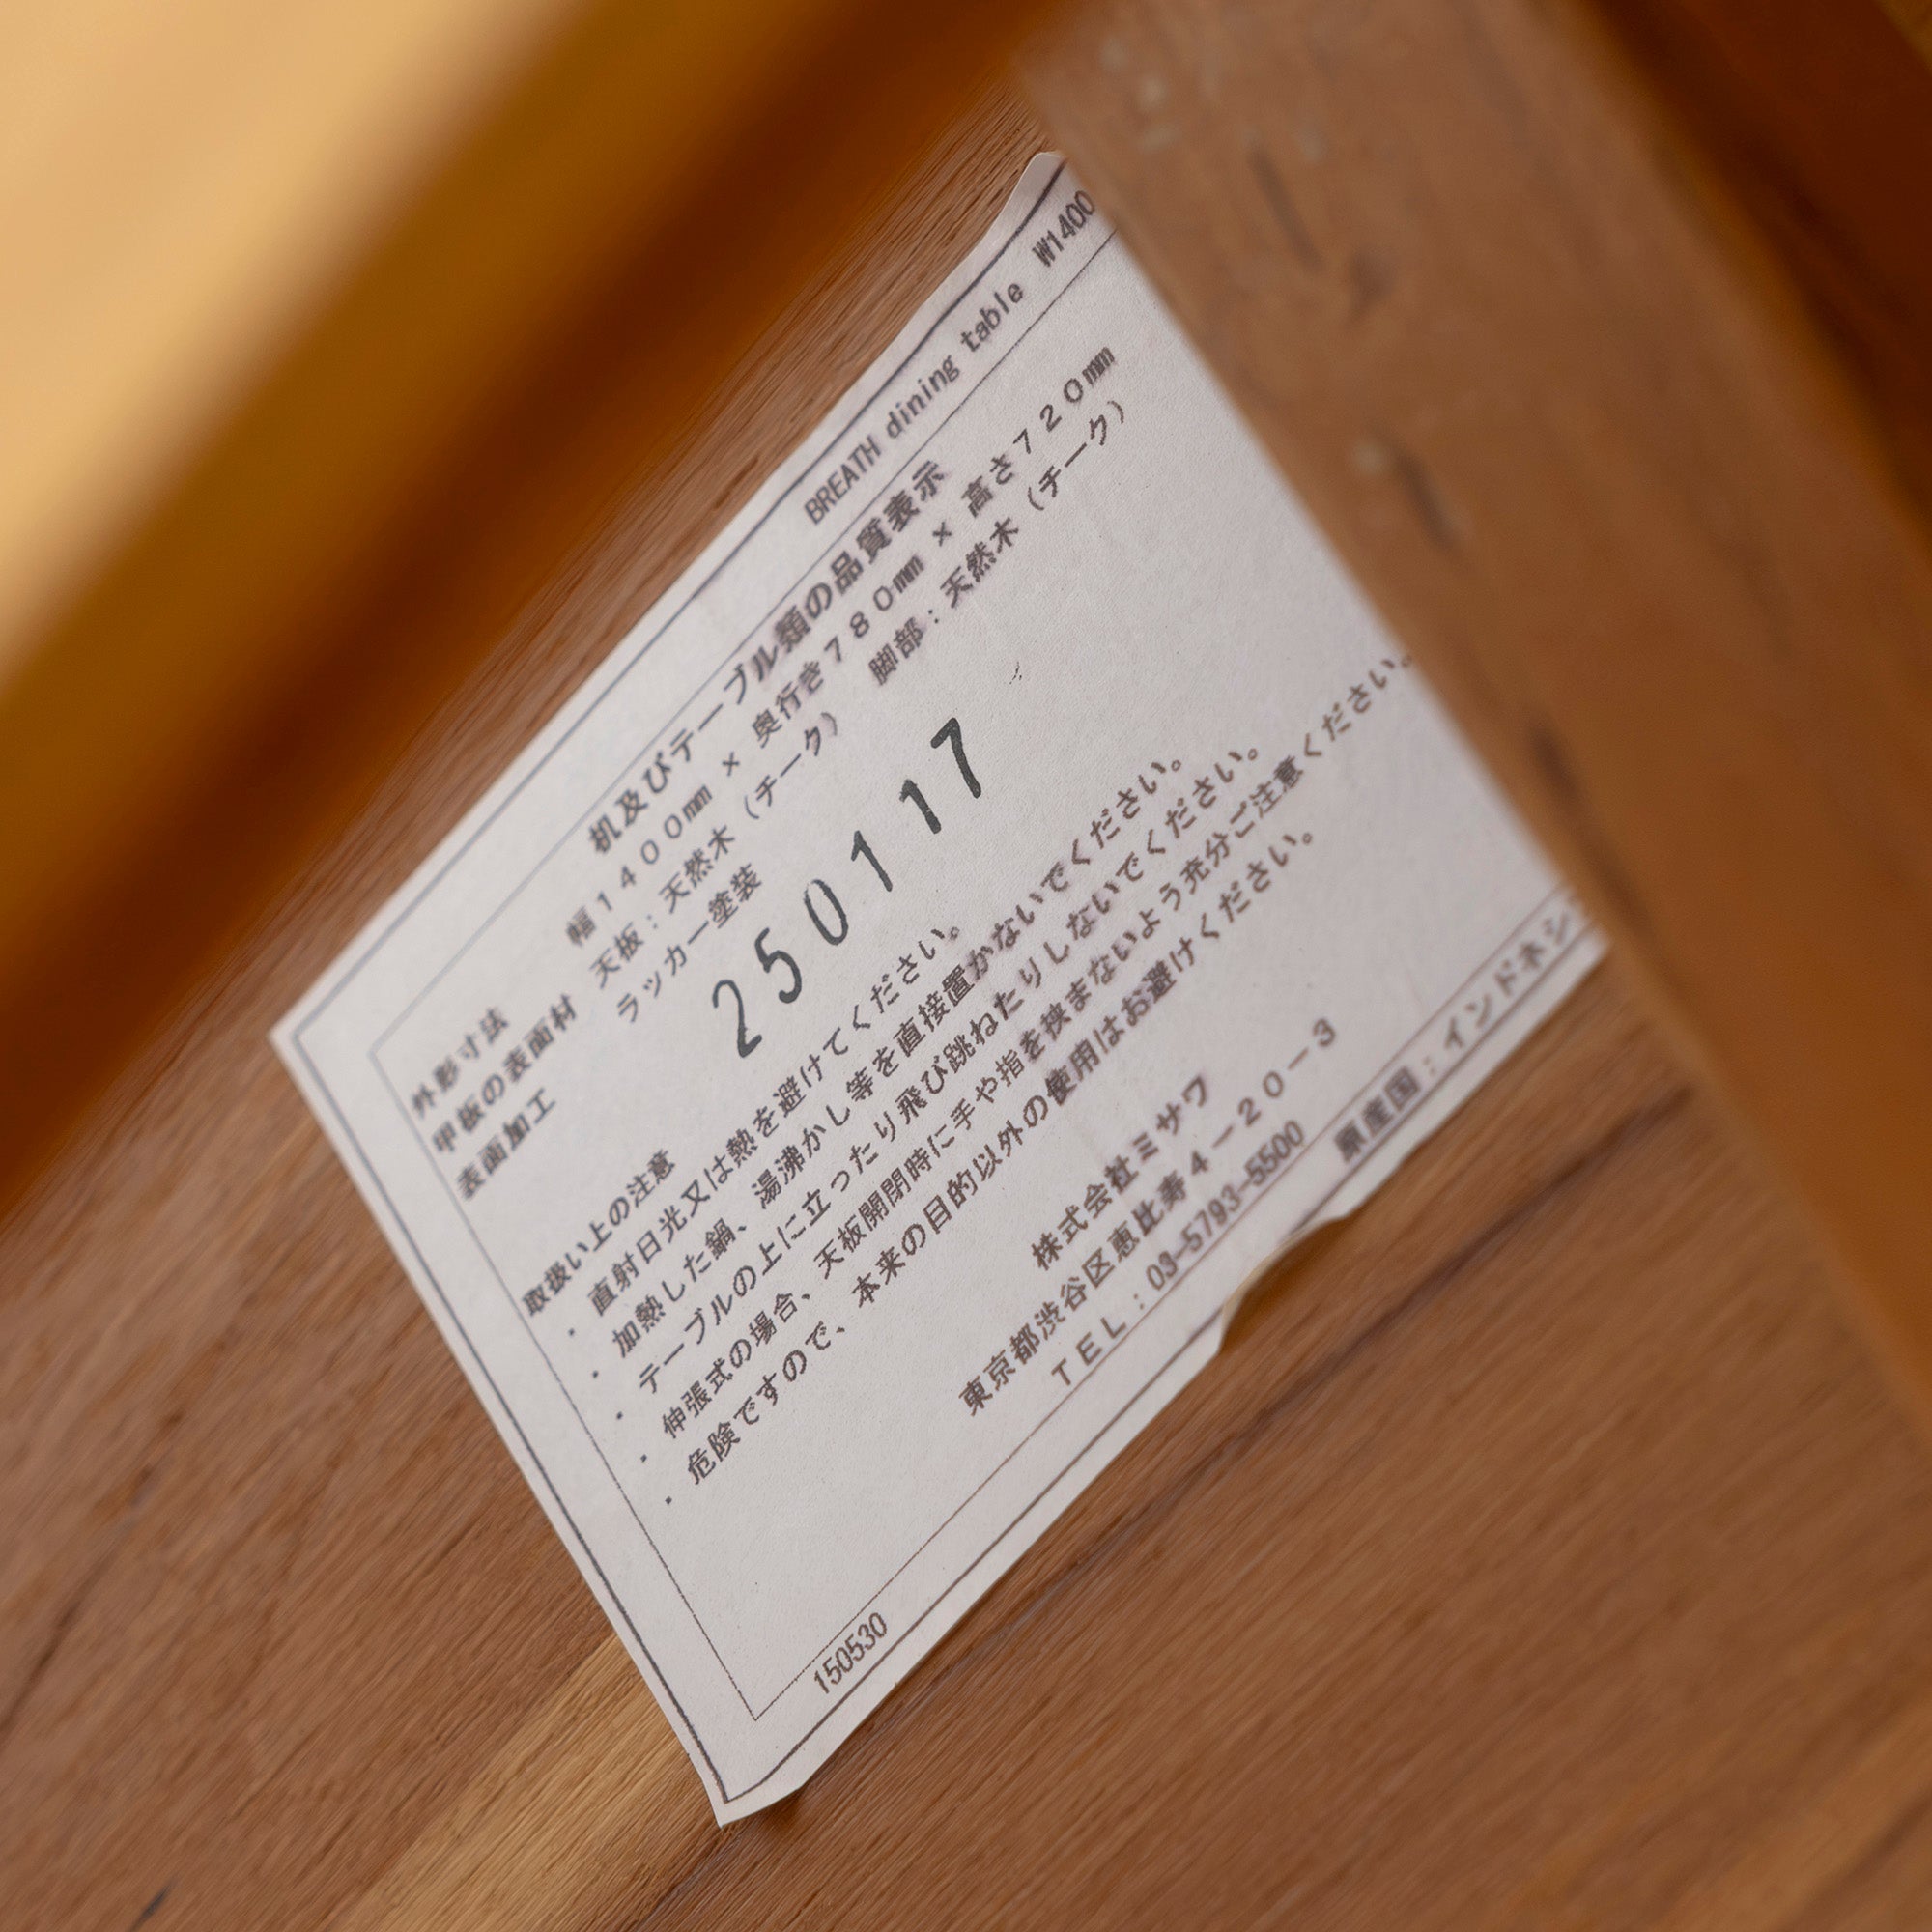 BREATH dining table W1400
机及びテーブル類の品質表示
外形寸法 幅1400mm × 奥行き780mm × 高さ720mm
甲板の表面材 天板：天然木（チーク） 脚部：天然木（チーク）
表面加工 ラッカー塗装
250117
取扱い上の注意
・ 直射日光又は熱を避けてください。
・ 加熱した鍋、湯沸かし等を直接置かないでください。
・ テーブルの上に立ったり飛び跳ねたりしないでください。
・ 伸張式の場合、天板開閉時に手や指を挟まないよう充分ご注意ください。
・ 危険ですので、本来の目的以外の使用はお避けください。
株式会社ミサワ
東京都渋谷区恵比寿4－20－3
TEL：03-5793-5500
150530 原産国：インドネシ